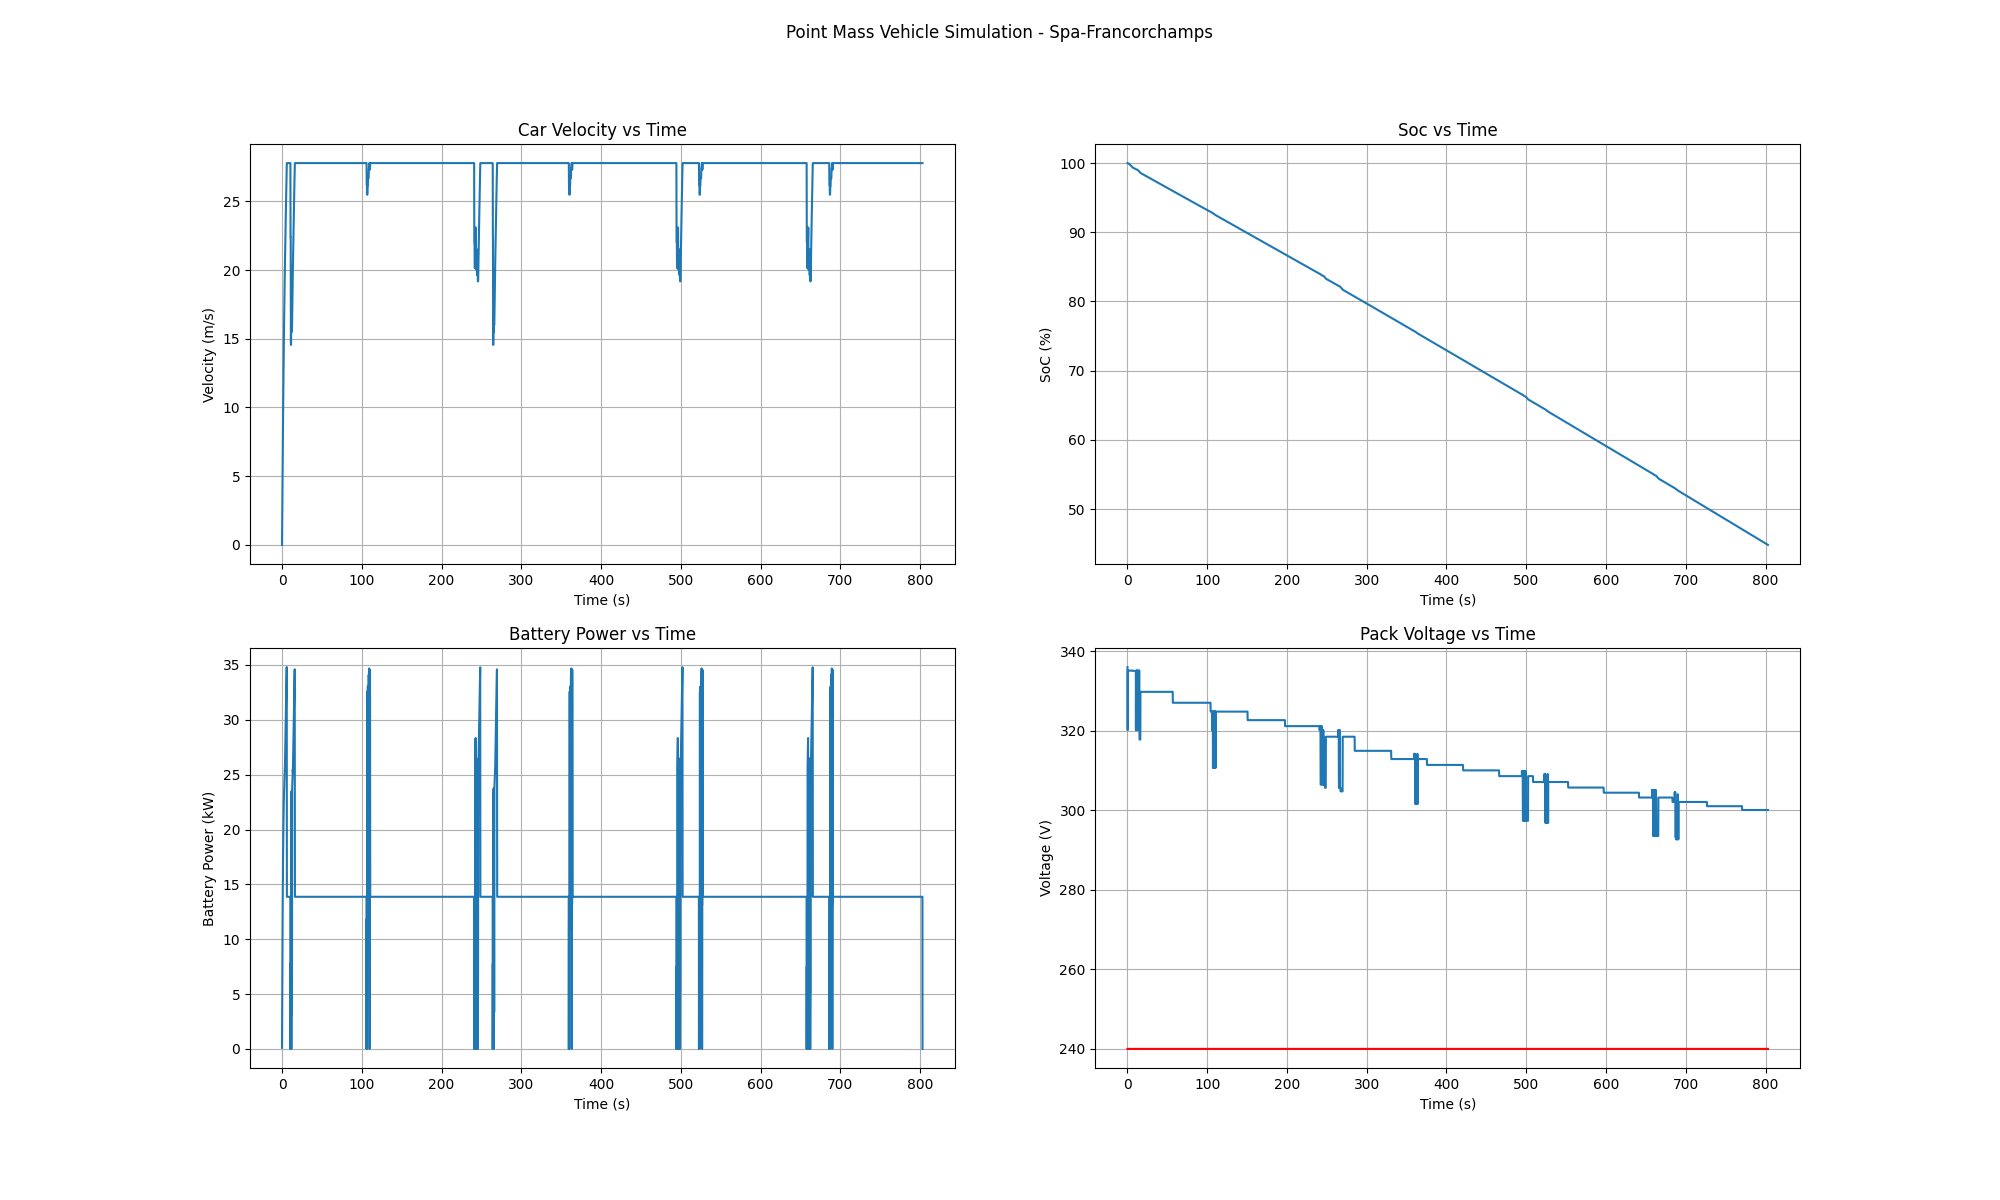 Point Mass Vehicle Simulation - Spa-Francorchamps
Car Velocity vs Time
Velocity (m/s)
25
20
15
10
5
0
0 100 200 300 400 500 600 700 800
Time (s)
Soc vs Time
SoC (%)
100
90
80
70
60
50
0 100 200 300 400 500 600 700 800
Time (s)
Battery Power vs Time
Battery Power (kW)
35
30
25
20
15
10
5
0
0 100 200 300 400 500 600 700 800
Time (s)
Pack Voltage vs Time
Voltage (V)
340
320
300
280
260
240
0 100 200 300 400 500 600 700 800
Time (s)